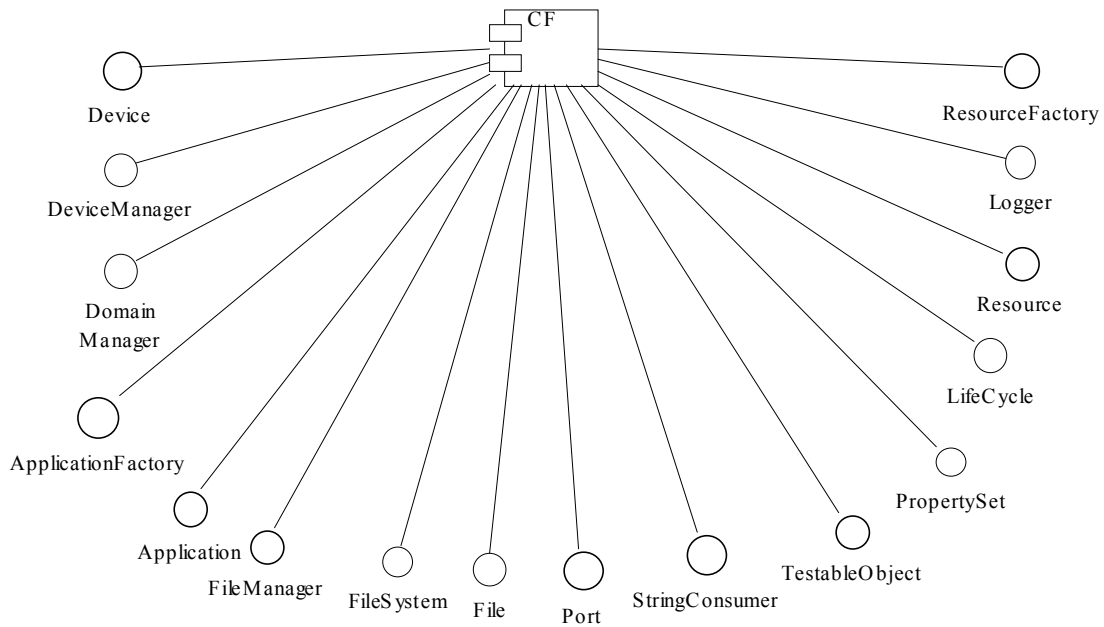 CF
Device
ResourceFactory
DeviceManager
Logger
Domain
Manager
Resource
LifeCycle
ApplicationFactory
PropertySet
Application
FileManager
FileSystem
File
Port
StringConsumer
TestableObject